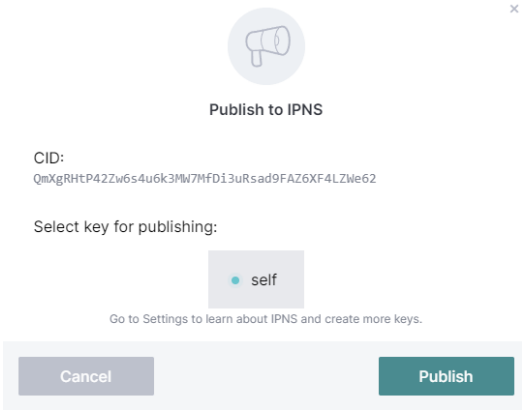 Publish to IPNS
CID:
QmXgRHtP42Zw6s4u6k3MW7MfDi3uRsad9FAZ6XF4LZWe62
Select key for publishing:
self
Go to Settings to learn about IPNS and create more keys.
Cancel
Publish